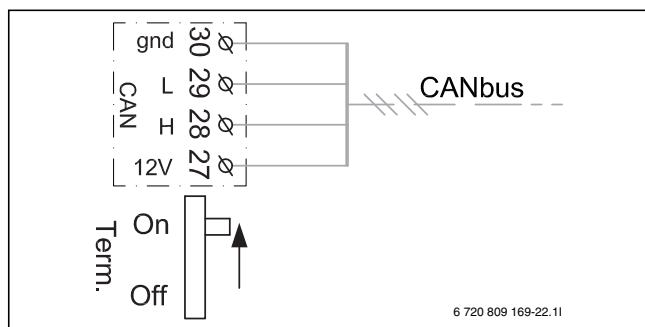 gnd 30
L 29
H 28
12V 27
CAN
CANbus
On
Off
Term.
6 720 809 169-22.1I